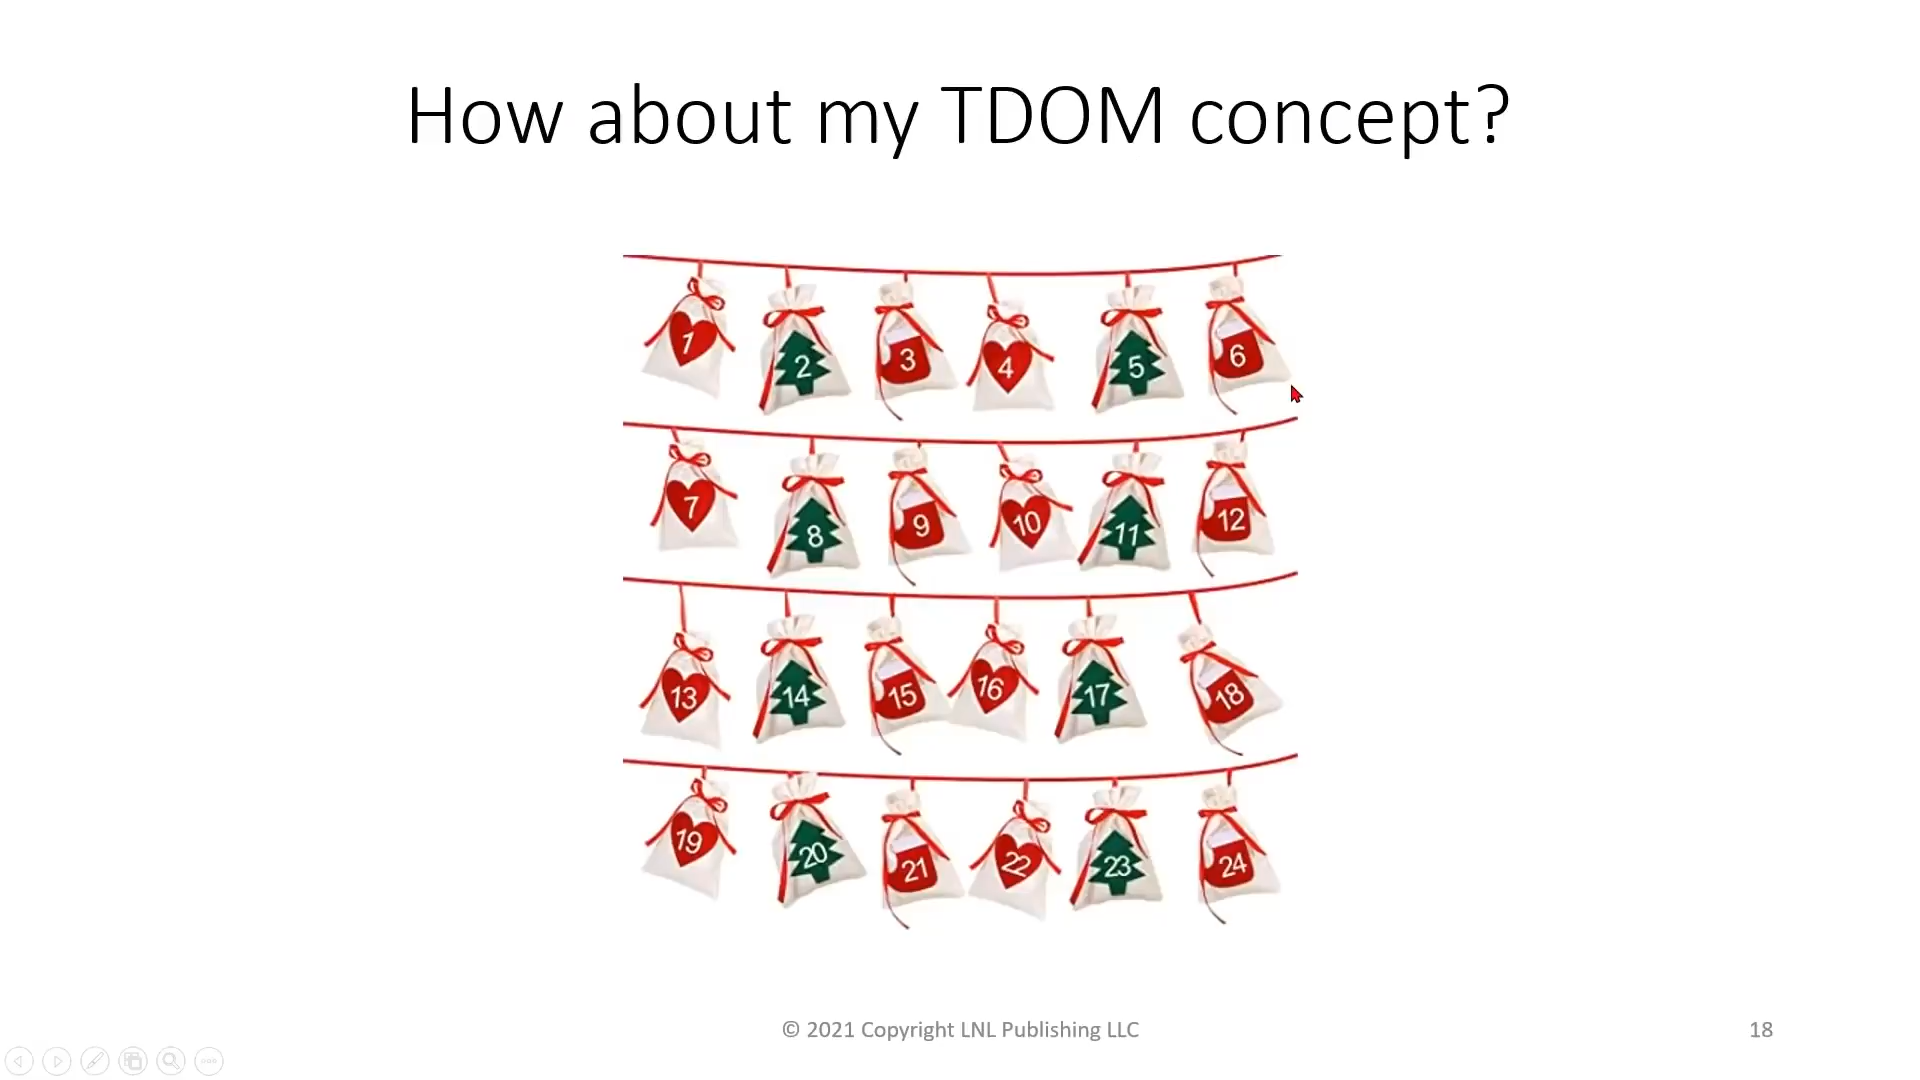 How about my TDOM concept?
1 2 3 4 5 6
7 8 9 10 11 12
13 14 15 16 17 18
19 20 21 22 23 24
© 2021 Copyright LNL Publishing LLC
18